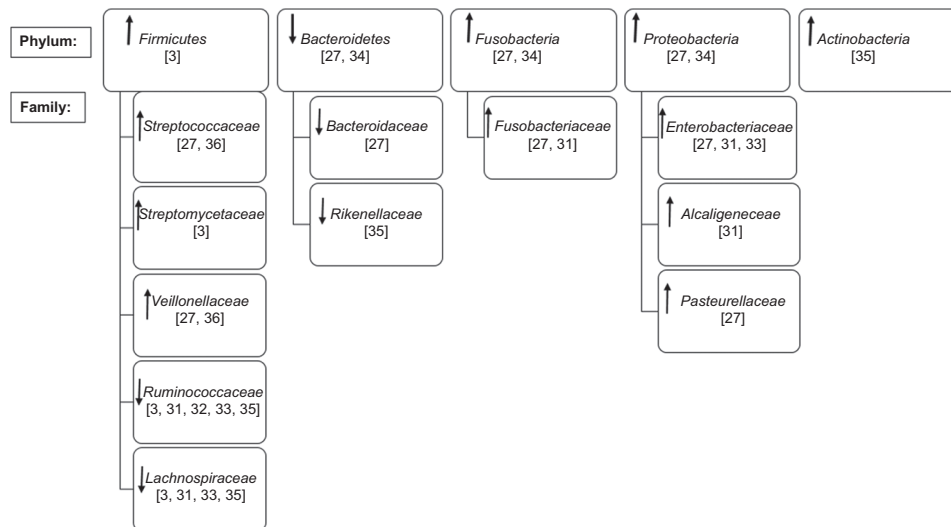 Phylum:
Firmicutes
[3]
Bacteroidetes
[27, 34]
Fusobacteria
[27, 34]
Proteobacteria
[27, 34]
Actinobacteria
[35]
Family:
Streptococcaceae
[27, 36]
Streptomycetaceae
[3]
Veillonellaceae
[27, 36]
Ruminococcaceae
[3, 31, 32, 33, 35]
Lachnospiraceae
[3, 31, 33, 35]
Bacteroidaceae
[27]
Rikenellaceae
[35]
Fusobacteriaceae
[27, 31]
Enterobacteriaceae
[27, 31, 33]
Alcaligeneceae
[31]
Pasteurellaceae
[27]